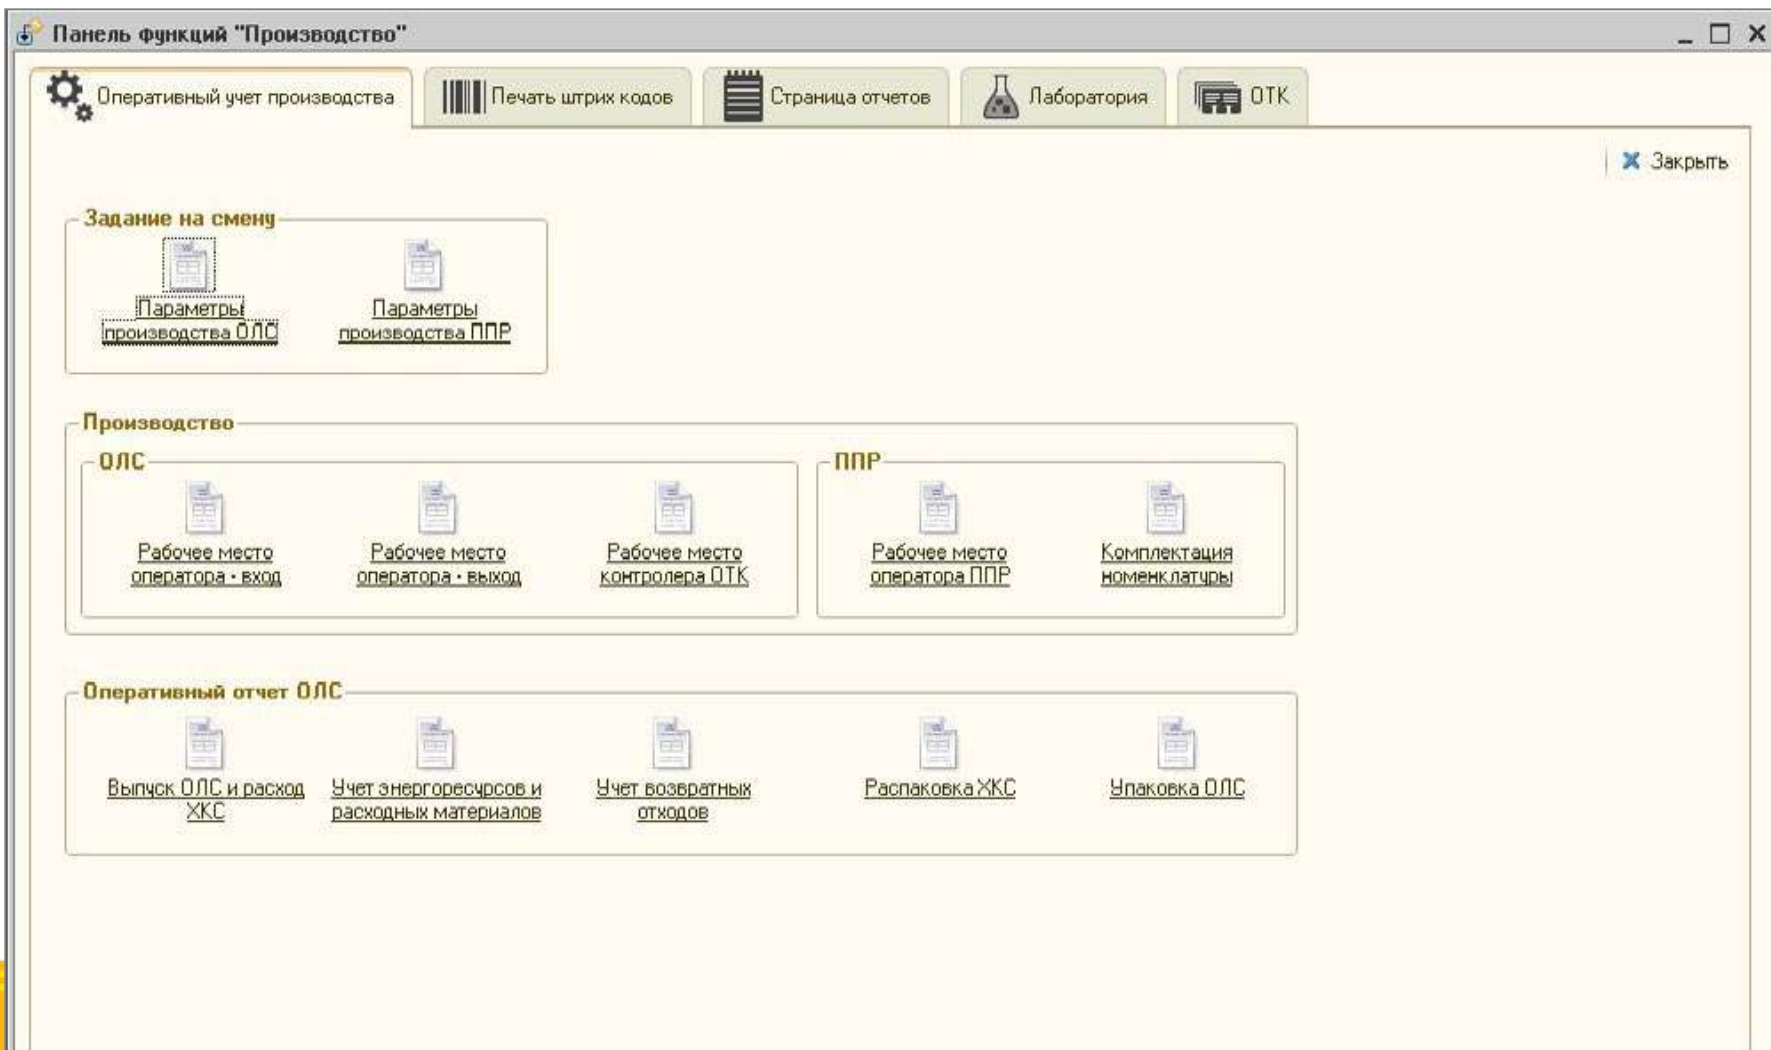 Панель функций "Производство"
Оперативный учет производства
Печать штрих кодов
Страница отчетов
Лаборатория
ОТК
Закрыть
Задание на смену
Параметры
производства ОЛС
Параметры
производства ППР
Производство
ОЛС
Рабочее место
оператора - вход
Рабочее место
оператора - выход
Рабочее место
контролера ОТК
ППР
Рабочее место
оператора ППР
Комплектация
номенклатуры
Оперативный отчет ОЛС
Выпуск ОЛС и расход
ХКС
Учет энергоресурсов и
расходных материалов
Учет возвратных
отходов
Распаковка ХКС
Упаковка ОЛС